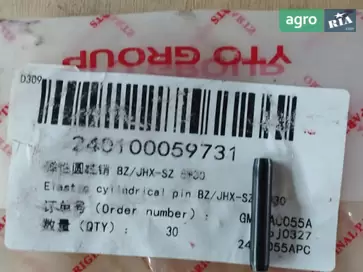 agro RIA
YTO GROUP
D309
240100059731
弹性圆柱销 BZ/JHX-SZ
Elastic cylindrical pin BZ/JHX-SZ
订单号 (Order number) :
数量 (QTY) : 30